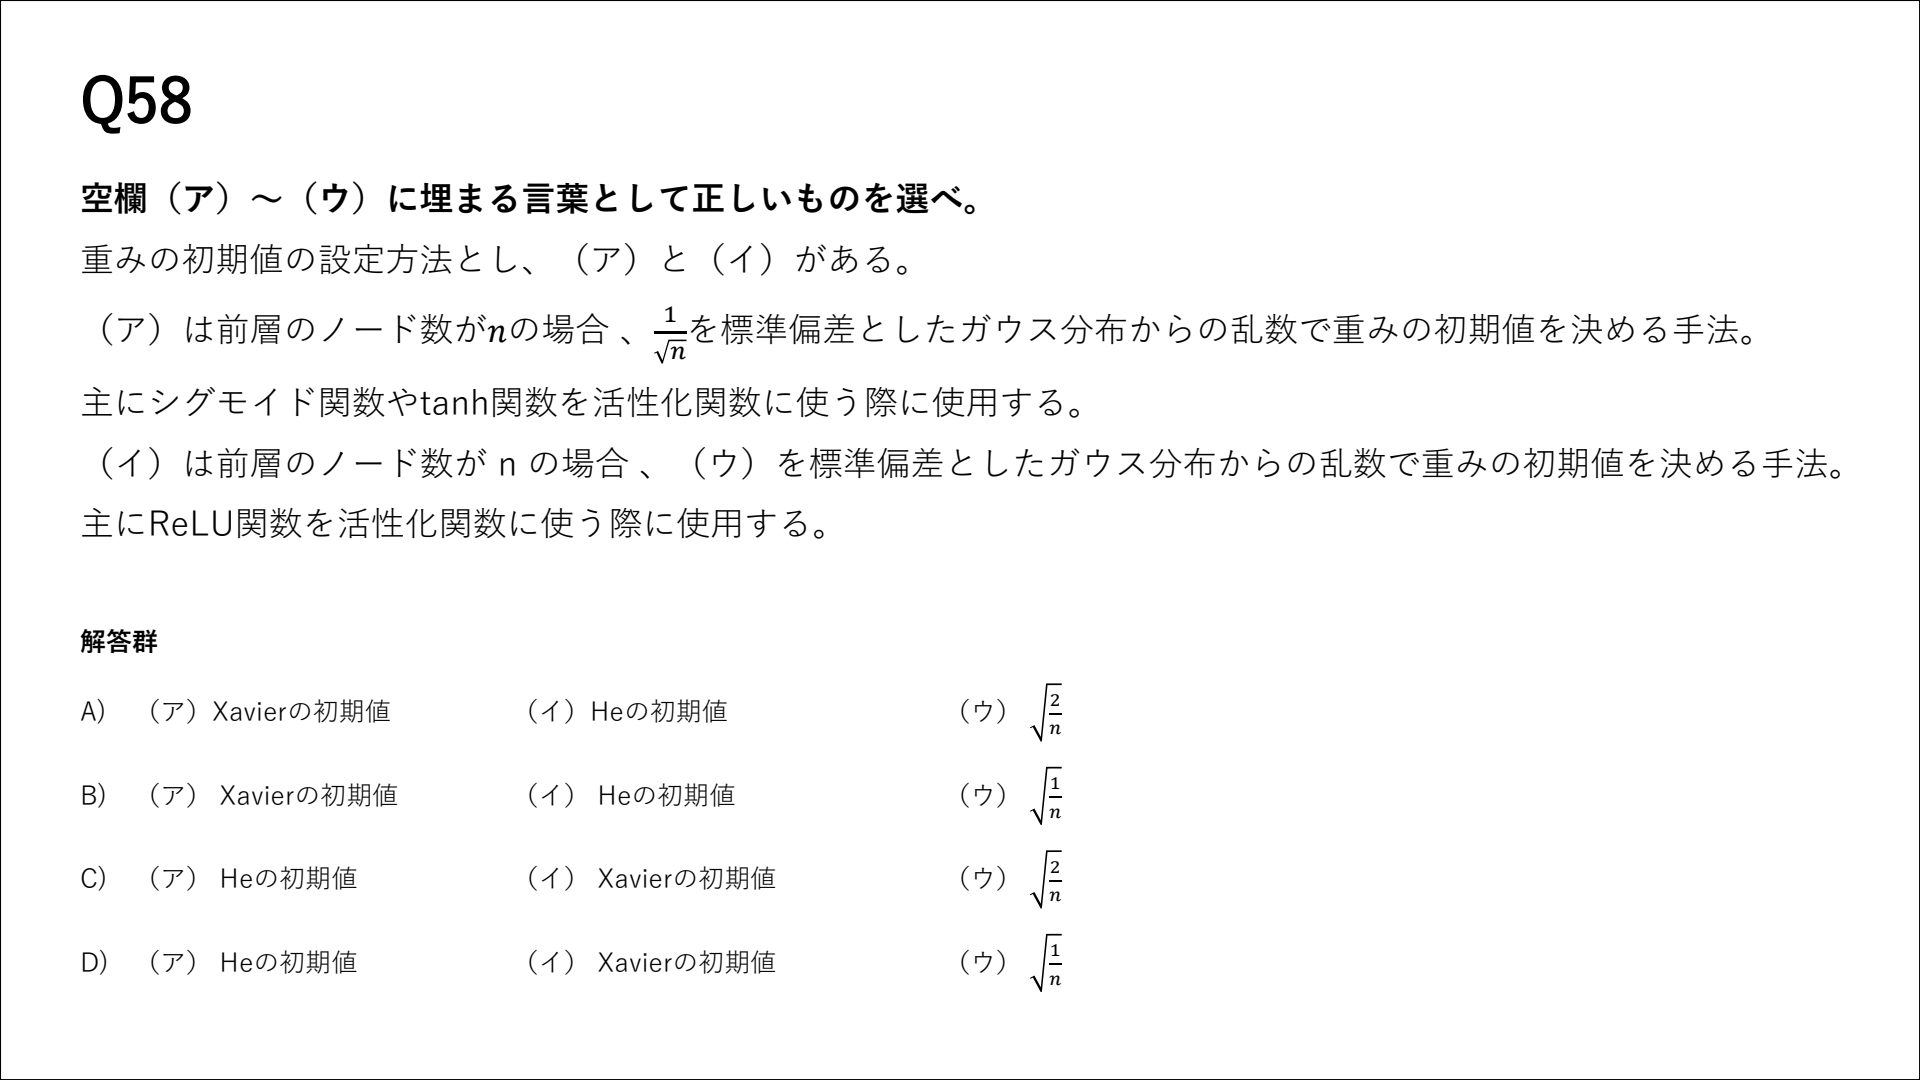 Q58
空欄（ア）～（ウ）に埋まる言葉として正しいものを選べ。
重みの初期値の設定方法とし、（ア）と（イ）がある。
（ア）は前層のノード数がnの場合 、1/√nを標準偏差としたガウス分布からの乱数で重みの初期値を決める手法。
主にシグモイド関数やtanh関数を活性化関数に使う際に使用する。
（イ）は前層のノード数が n の場合 、（ウ）を標準偏差としたガウス分布からの乱数で重みの初期値を決める手法。
主にReLU関数を活性化関数に使う際に使用する。
解答群
A) （ア）Xavierの初期値 （イ）Heの初期値 （ウ） √(2/n)
B) （ア） Xavierの初期値 （イ） Heの初期値 （ウ） √(1/n)
C) （ア） Heの初期値 （イ） Xavierの初期値 （ウ） √(2/n)
D) （ア） Heの初期値 （イ） Xavierの初期値 （ウ） √(1/n)